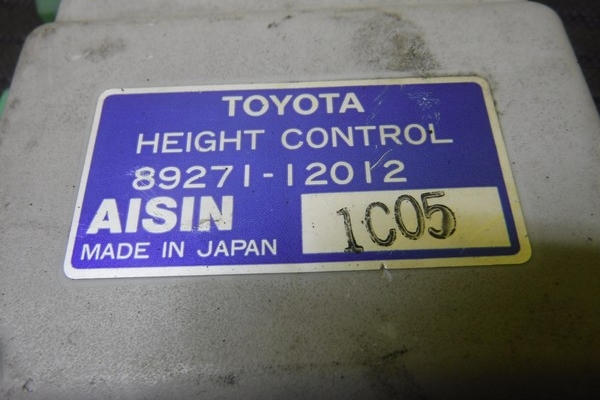 TOYOTA
HEIGHT CONTROL
89271-12012
AISIN
1C05
MADE IN JAPAN